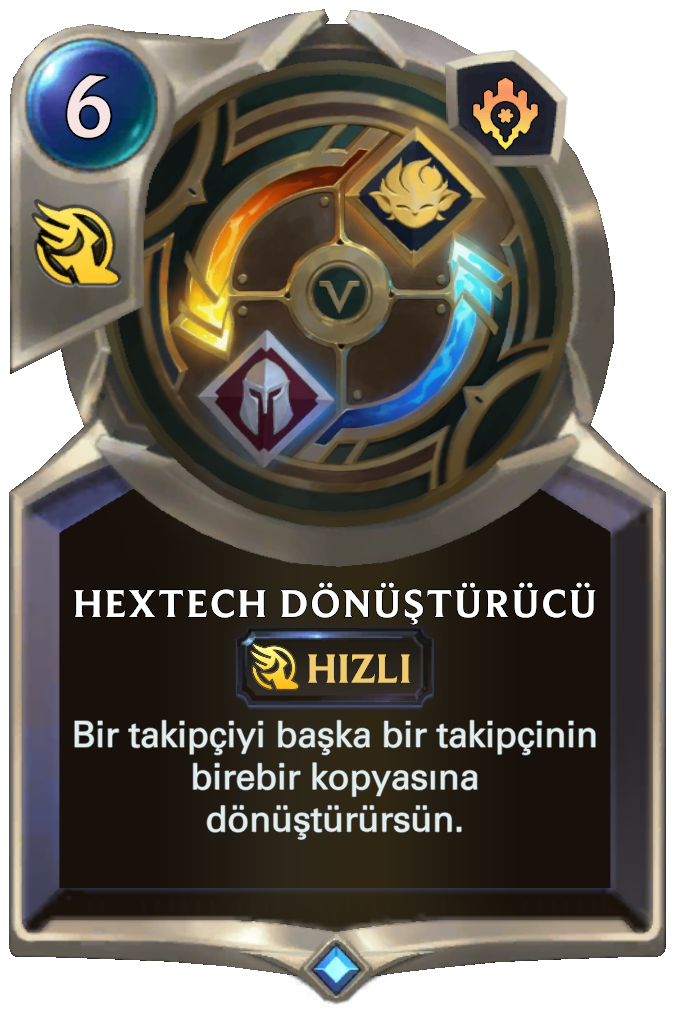 6
V
HEXTECH DÖNÜŞTÜRÜCÜ
HIZLI
Bir takipçiyi başka bir takipçinin
birebir kopyasına
dönüştürürsün.